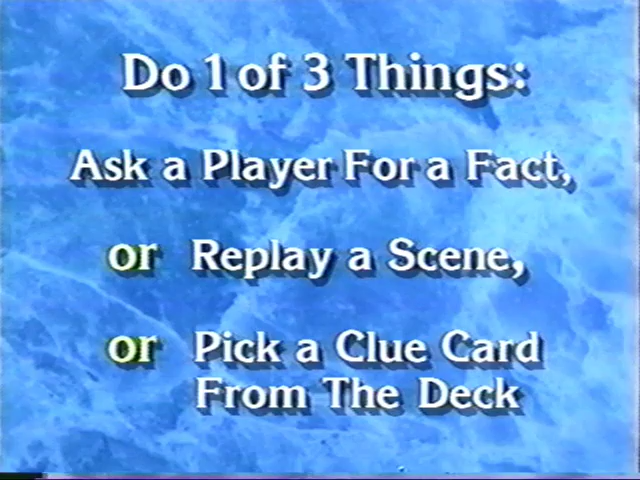 Do 1 of 3 Things:
Ask a Player For a Fact,
or Replay a Scene,
or Pick a Clue Card
From The Deck